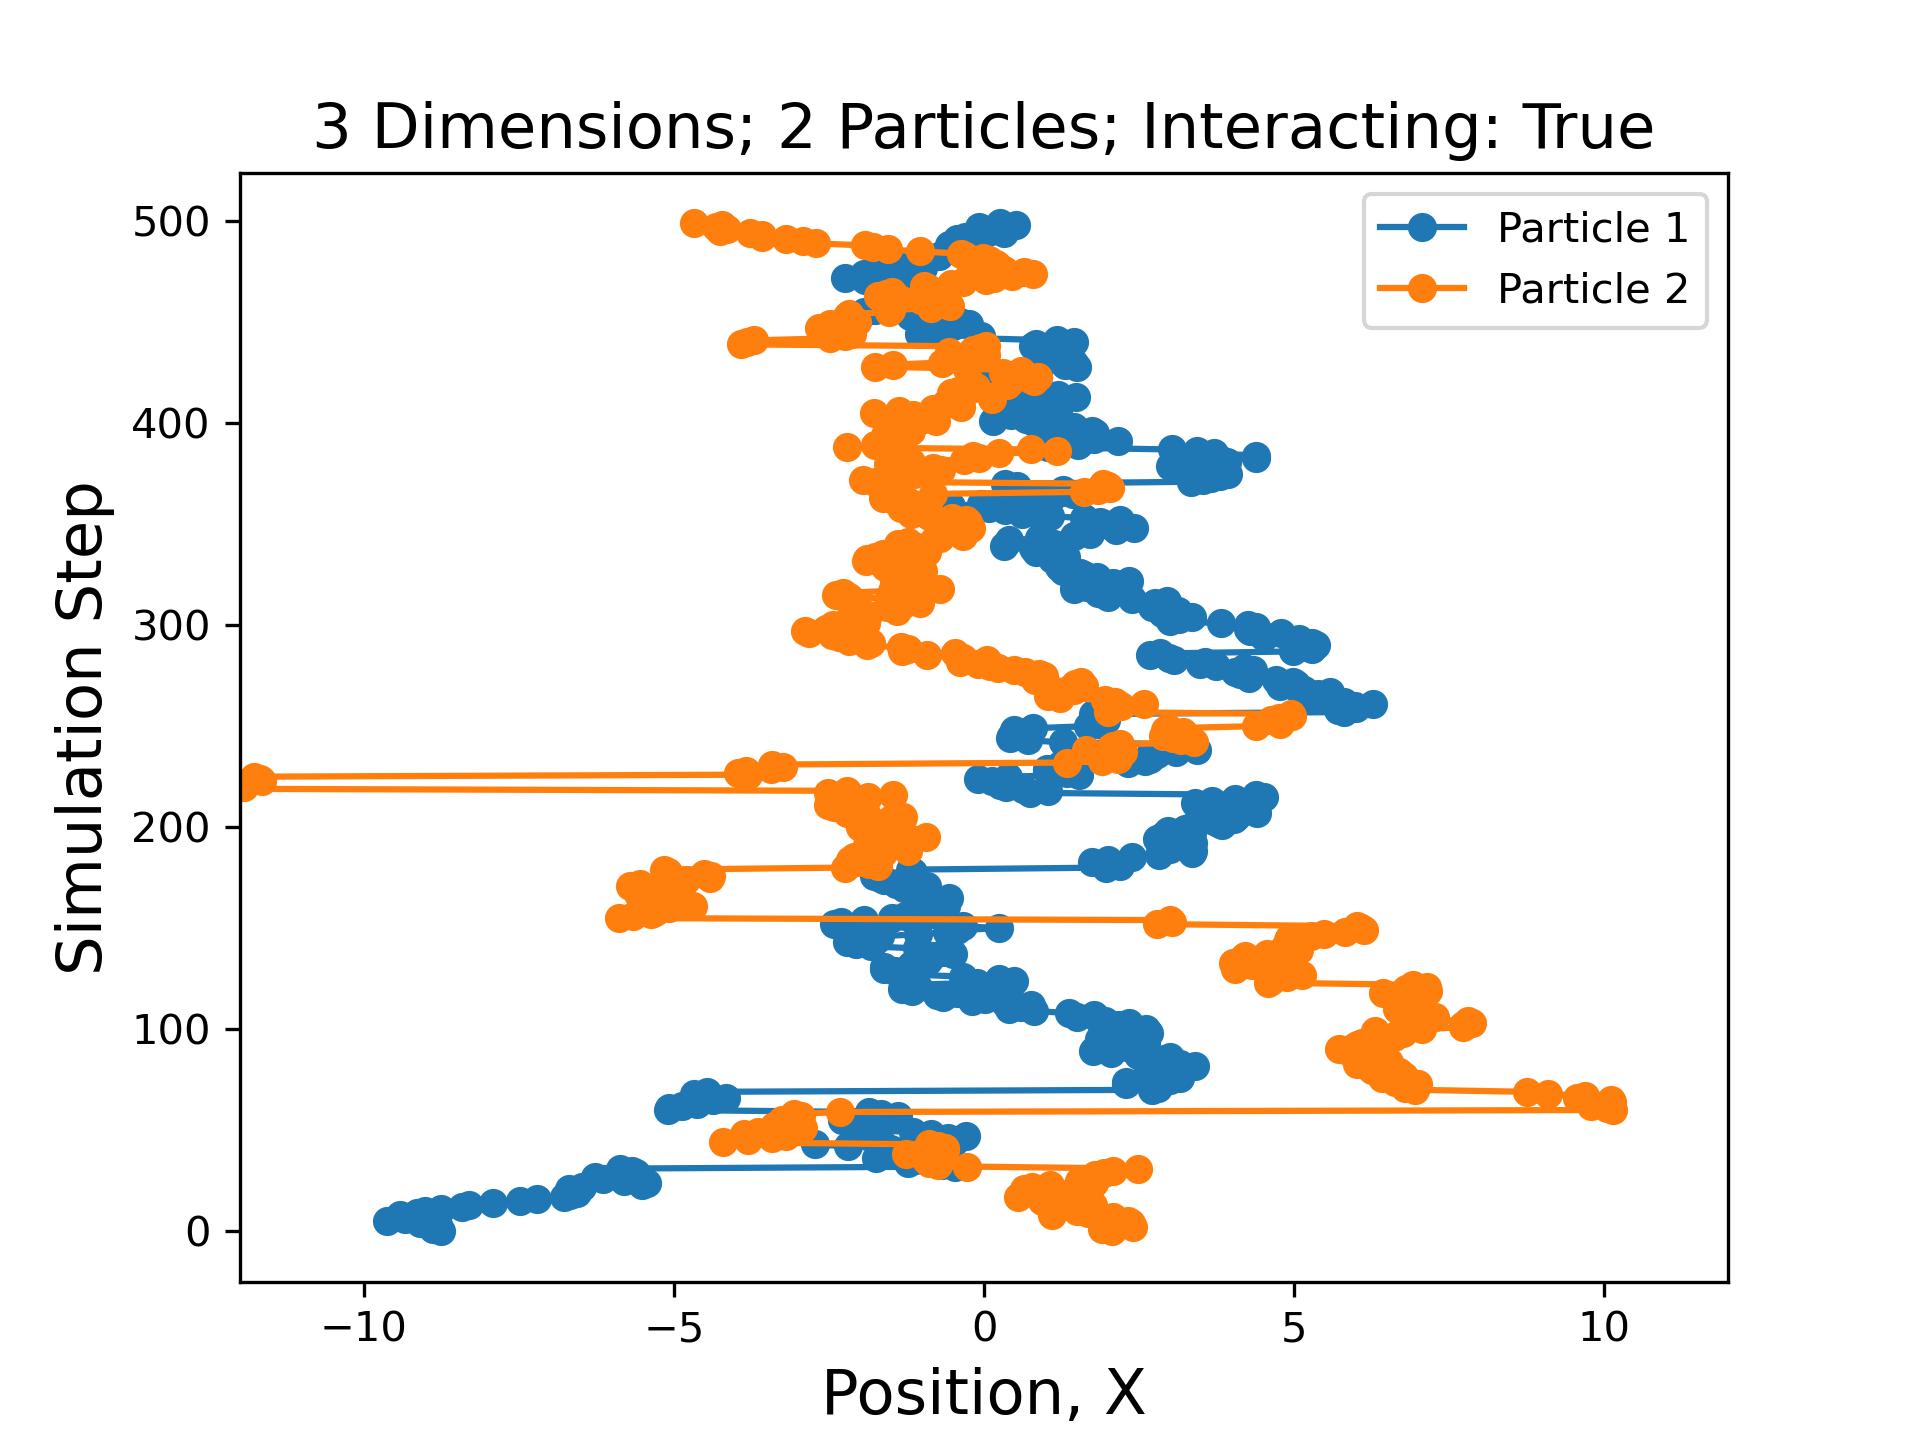 3 Dimensions; 2 Particles; Interacting: True
Particle 1
Particle 2
Simulation Step
500
400
300
200
100
0
−10
−5
0
5
10
Position, X